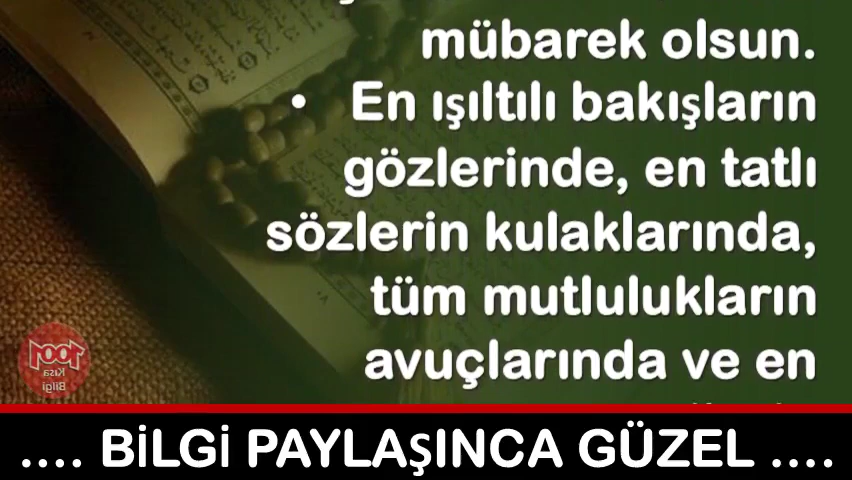 mübarek olsun.
• En ışıltılı bakışların
gözlerinde, en tatlı
sözlerin kulaklarında,
tüm mutlulukların
avuçlarında ve en
1001
Kısa
Bilgi
.... BİLGİ PAYLAŞINCA GÜZEL ....